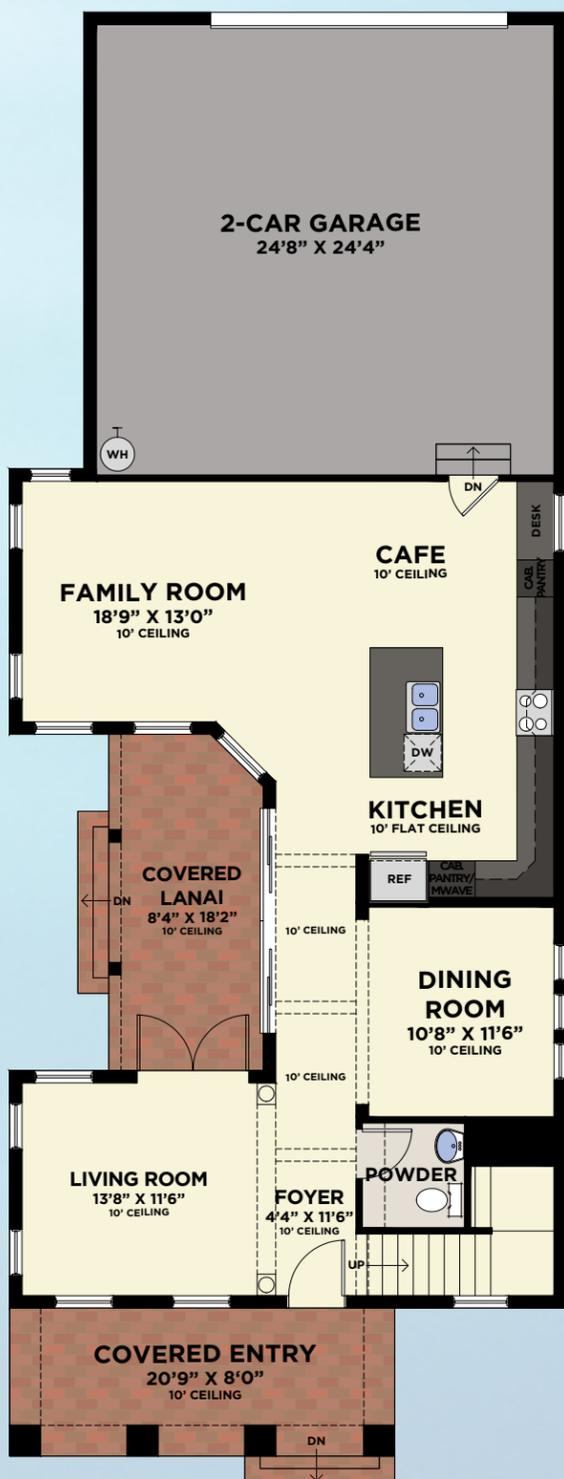 2-CAR GARAGE
24'8" X 24'4"
WH
DN
DESK
CAFE
10' CEILING
CAB.
PANTRY
FAMILY ROOM
18'9" X 13'0"
10' CEILING
DW
KITCHEN
10' FLAT CEILING
REF
CAB.
PANTRY/
MWAVE
COVERED
LANAI
8'4" X 18'2"
10' CEILING
DN
10' CEILING
DINING
ROOM
10'8" X 11'6"
10' CEILING
10' CEILING
POWDER
LIVING ROOM
13'8" X 11'6"
10' CEILING
FOYER
4'4" X 11'6"
10' CEILING
UP
COVERED ENTRY
20'9" X 8'0"
10' CEILING
DN